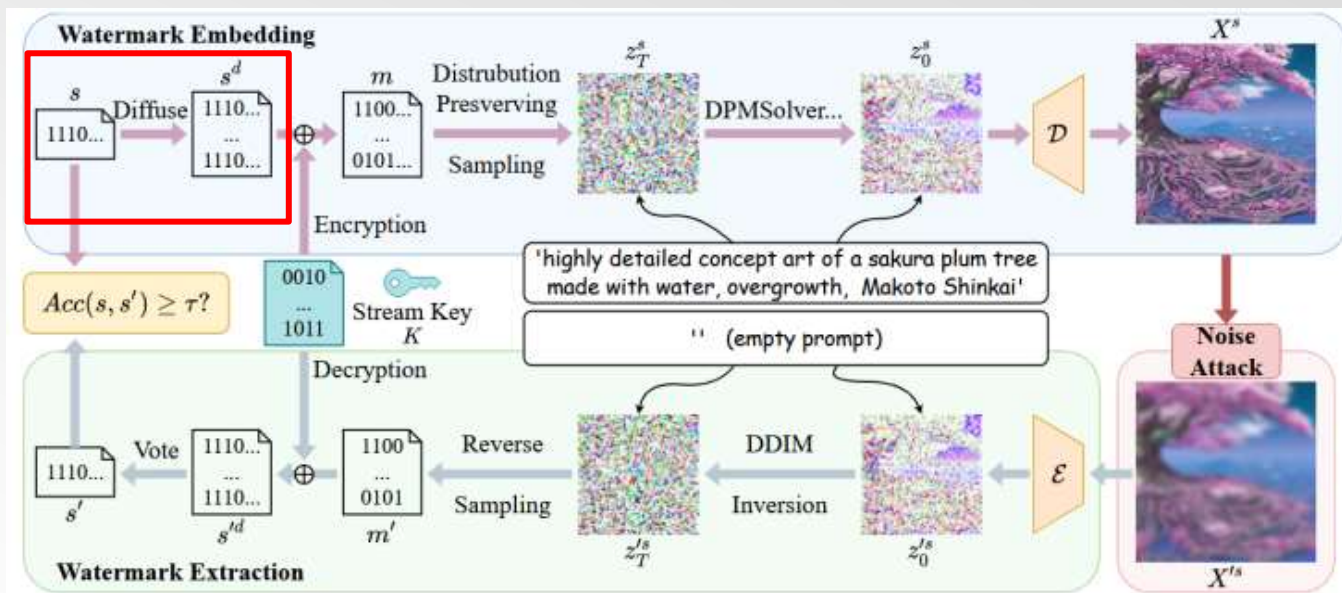 Watermark Embedding
s
1110...
Diffuse
s^d
1110...
...
1110...
⊕
m
1100...
...
0101...
Distrubution
Presverving
Sampling
z_T^s
DPMSolver...
z_0^s
𝒟
X^s
Encryption
0010
...
1011
Stream Key
K
Acc(s, s′) ≥ τ?
'highly detailed concept art of a sakura plum tree
made with water, overgrowth, Makoto Shinkai'
'' (empty prompt)
Noise
Attack
Decryption
1110...
s′
Vote
1110...
...
1110...
s′^d
⊕
1100
...
0101
m′
Reverse
Sampling
z′_T^s
DDIM
Inversion
z′_0^s
ℰ
X′^s
Watermark Extraction